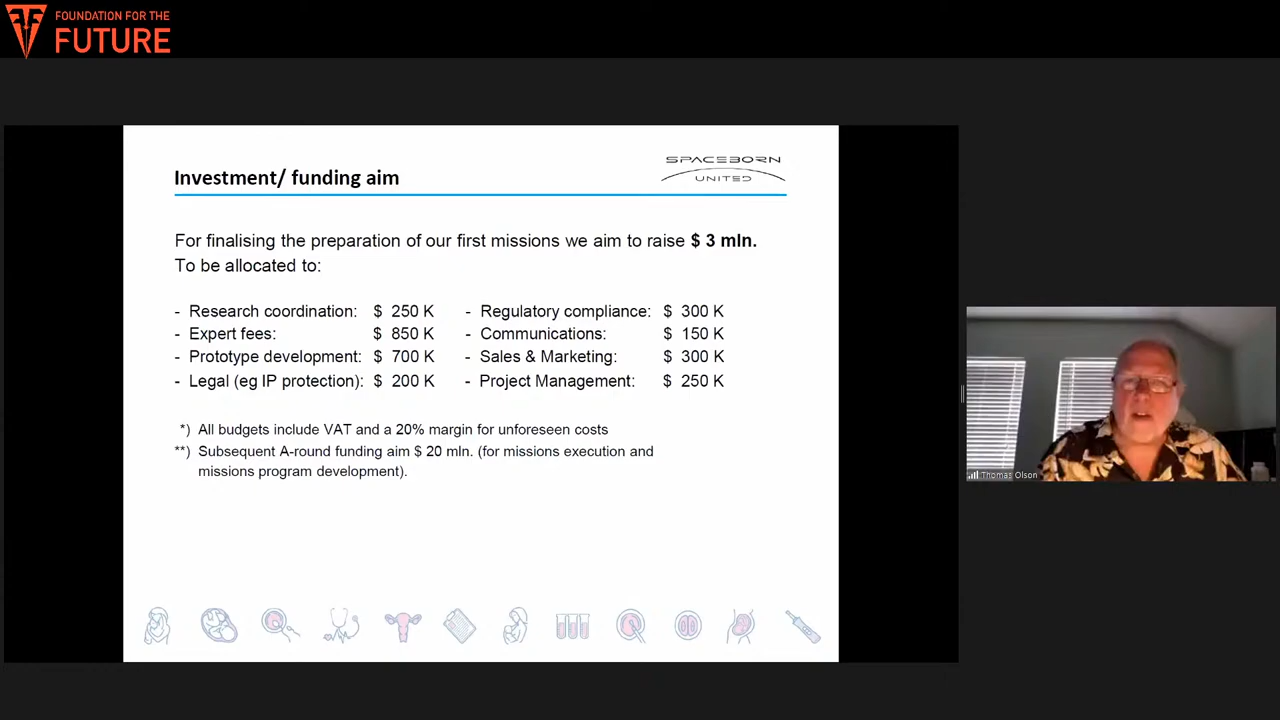 FOUNDATION FOR THE
FUTURE
Investment/ funding aim
SPACEBORN
UNITED
For finalising the preparation of our first missions we aim to raise $ 3 mln.
To be allocated to:
- Research coordination: $ 250 K
- Expert fees: $ 850 K
- Prototype development: $ 700 K
- Legal (eg IP protection): $ 200 K
- Regulatory compliance: $ 300 K
- Communications: $ 150 K
- Sales & Marketing: $ 300 K
- Project Management: $ 250 K
*) All budgets include VAT and a 20% margin for unforeseen costs
**) Subsequent A-round funding aim $ 20 mln. (for missions execution and
missions program development).
Thomas Olson